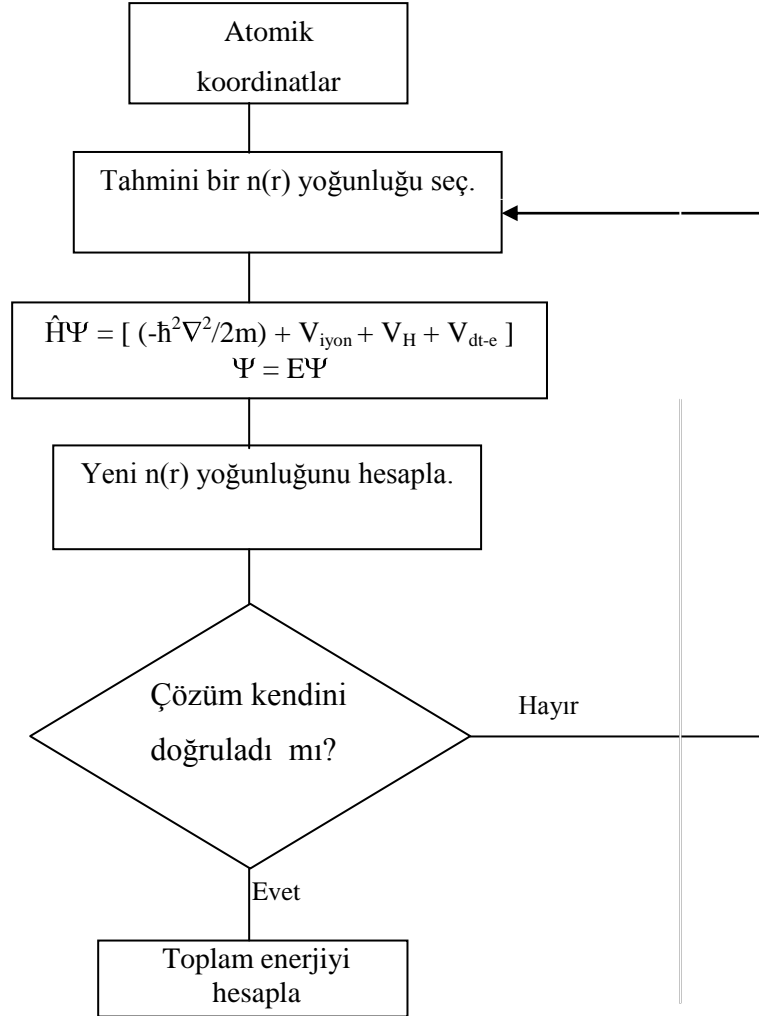 Atomik
koordinatlar
Tahmini bir n(r) yoğunluğu seç.
ĤΨ = [ (-ħ²∇²/2m) + V_iyon + V_H + V_dt-e ]
Ψ = EΨ
Yeni n(r) yoğunluğunu hesapla.
Çözüm kendini
doğruladı mı?
Hayır
Evet
Toplam enerjiyi
hesapla